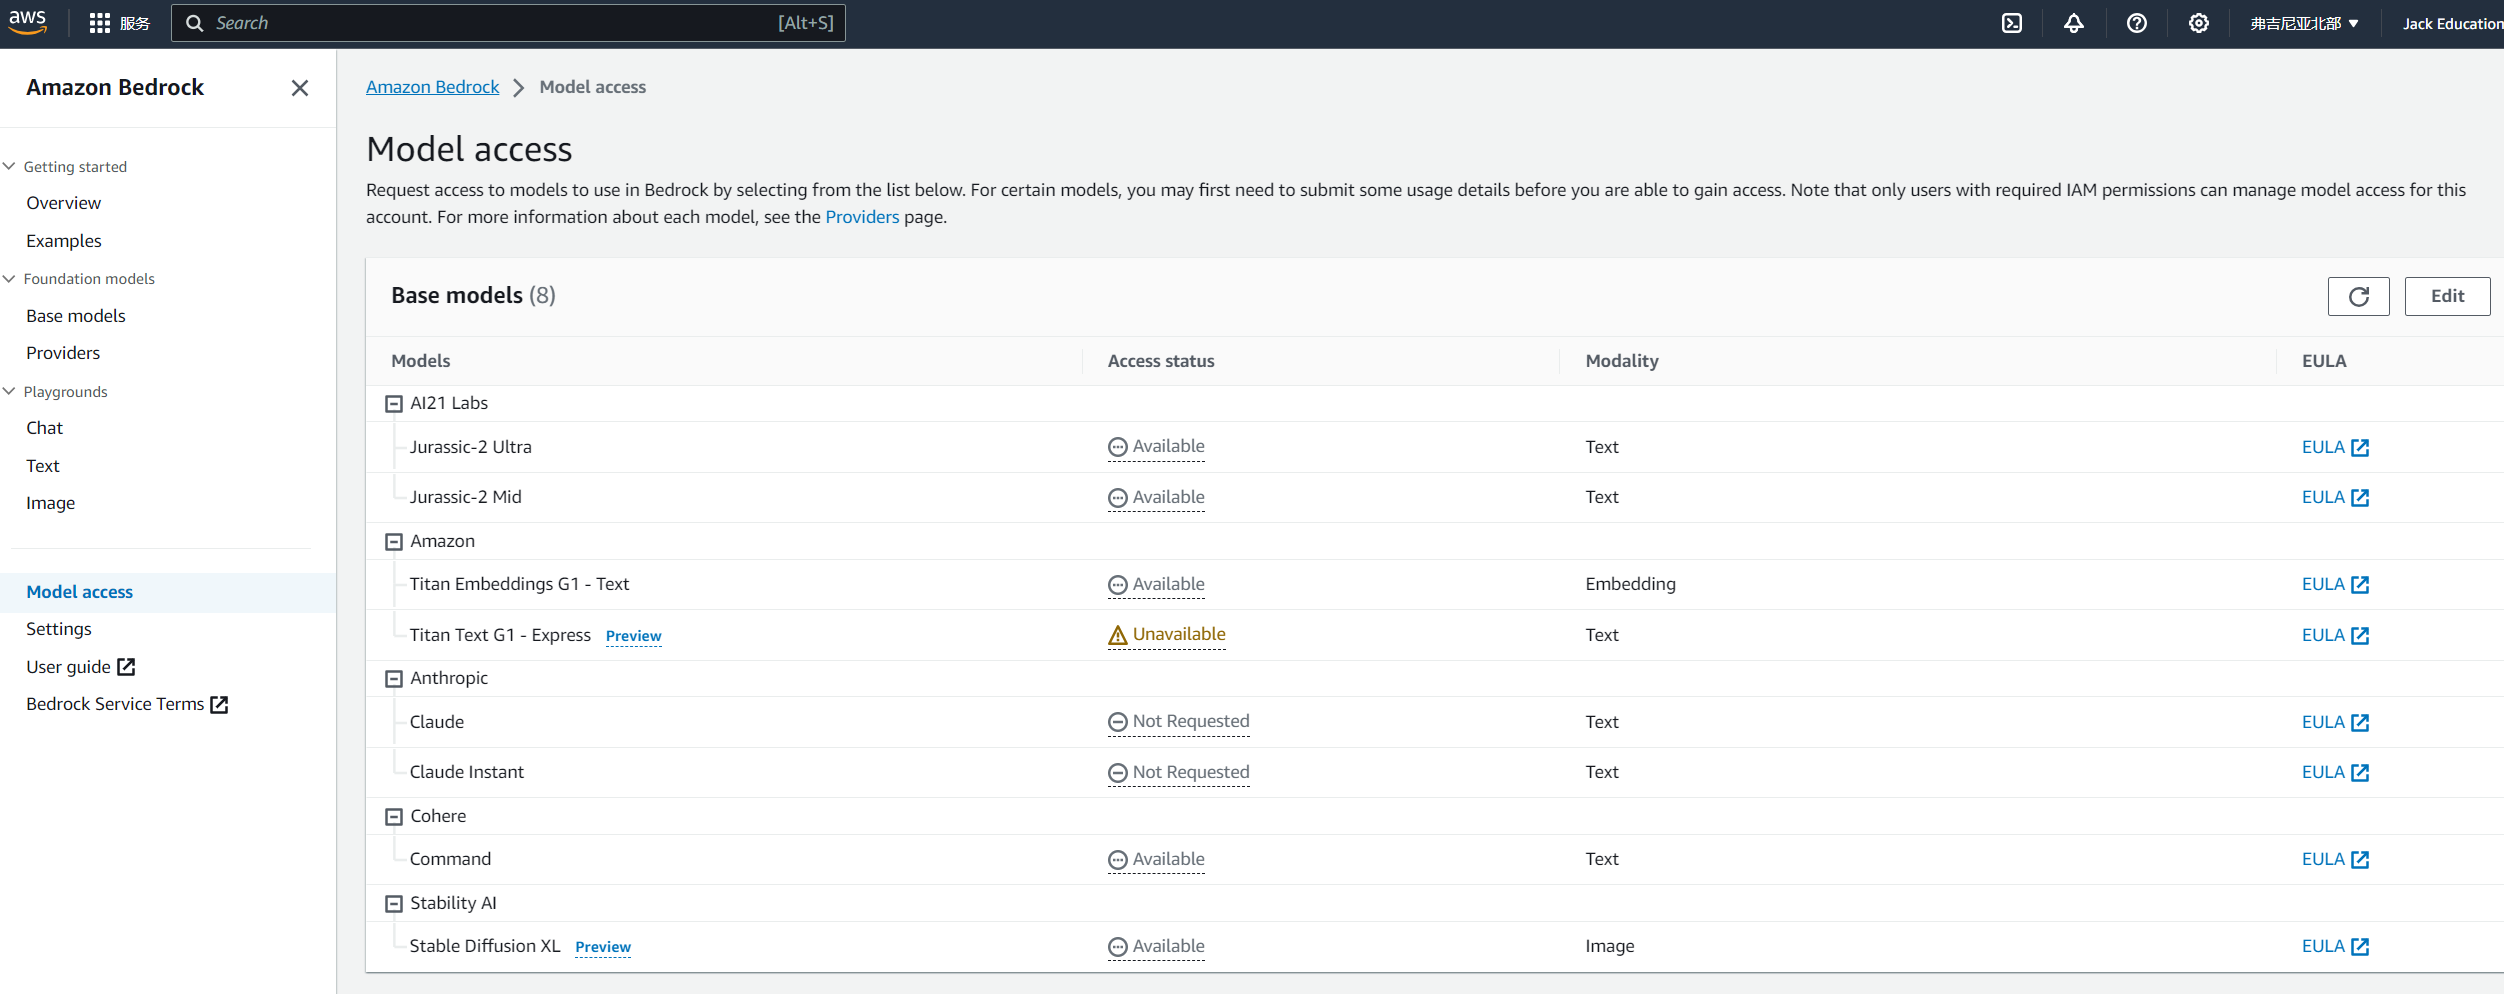 aws
服务
Search
[Alt+S]
弗吉尼亚北部
Jack Education
Amazon Bedrock
Getting started
Overview
Examples
Foundation models
Base models
Providers
Playgrounds
Chat
Text
Image
Model access
Settings
User guide
Bedrock Service Terms
Amazon Bedrock > Model access
Model access
Request access to models to use in Bedrock by selecting from the list below. For certain models, you may first need to submit some usage details before you are able to gain access. Note that only users with required IAM permissions can manage model access for this
account. For more information about each model, see the Providers page.
Base models (8)
Edit
Models Access status Modality EULA
AI21 Labs
Jurassic-2 Ultra Available Text EULA
Jurassic-2 Mid Available Text EULA
Amazon
Titan Embeddings G1 - Text Available Embedding EULA
Titan Text G1 - Express Preview Unavailable Text EULA
Anthropic
Claude Not Requested Text EULA
Claude Instant Not Requested Text EULA
Cohere
Command Available Text EULA
Stability AI
Stable Diffusion XL Preview Available Image EULA